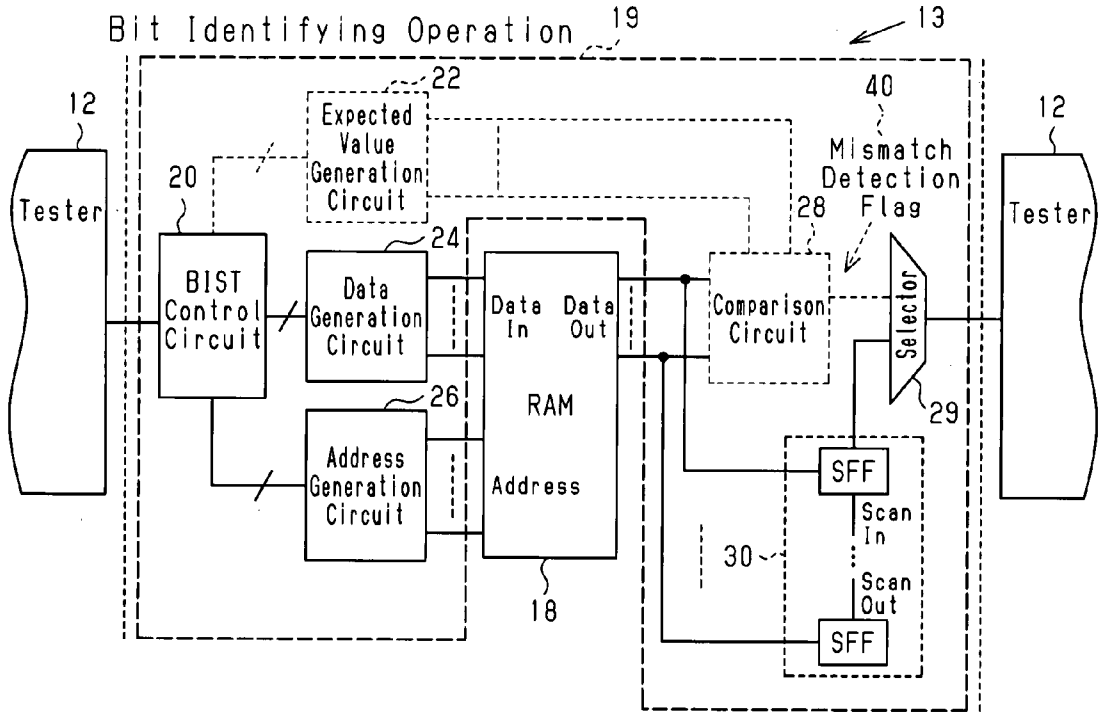 Bit Identifying Operation
19
13
12
Tester
22
Expected
Value
Generation
Circuit
40
Mismatch
Detection
Flag
12
Tester
20
BIST
Control
Circuit
24
Data
Generation
Circuit
Data
In
Data
Out
RAM
Address
18
28
Comparison
Circuit
Selector
29
26
Address
Generation
Circuit
SFF
Scan
In
30
Scan
Out
SFF